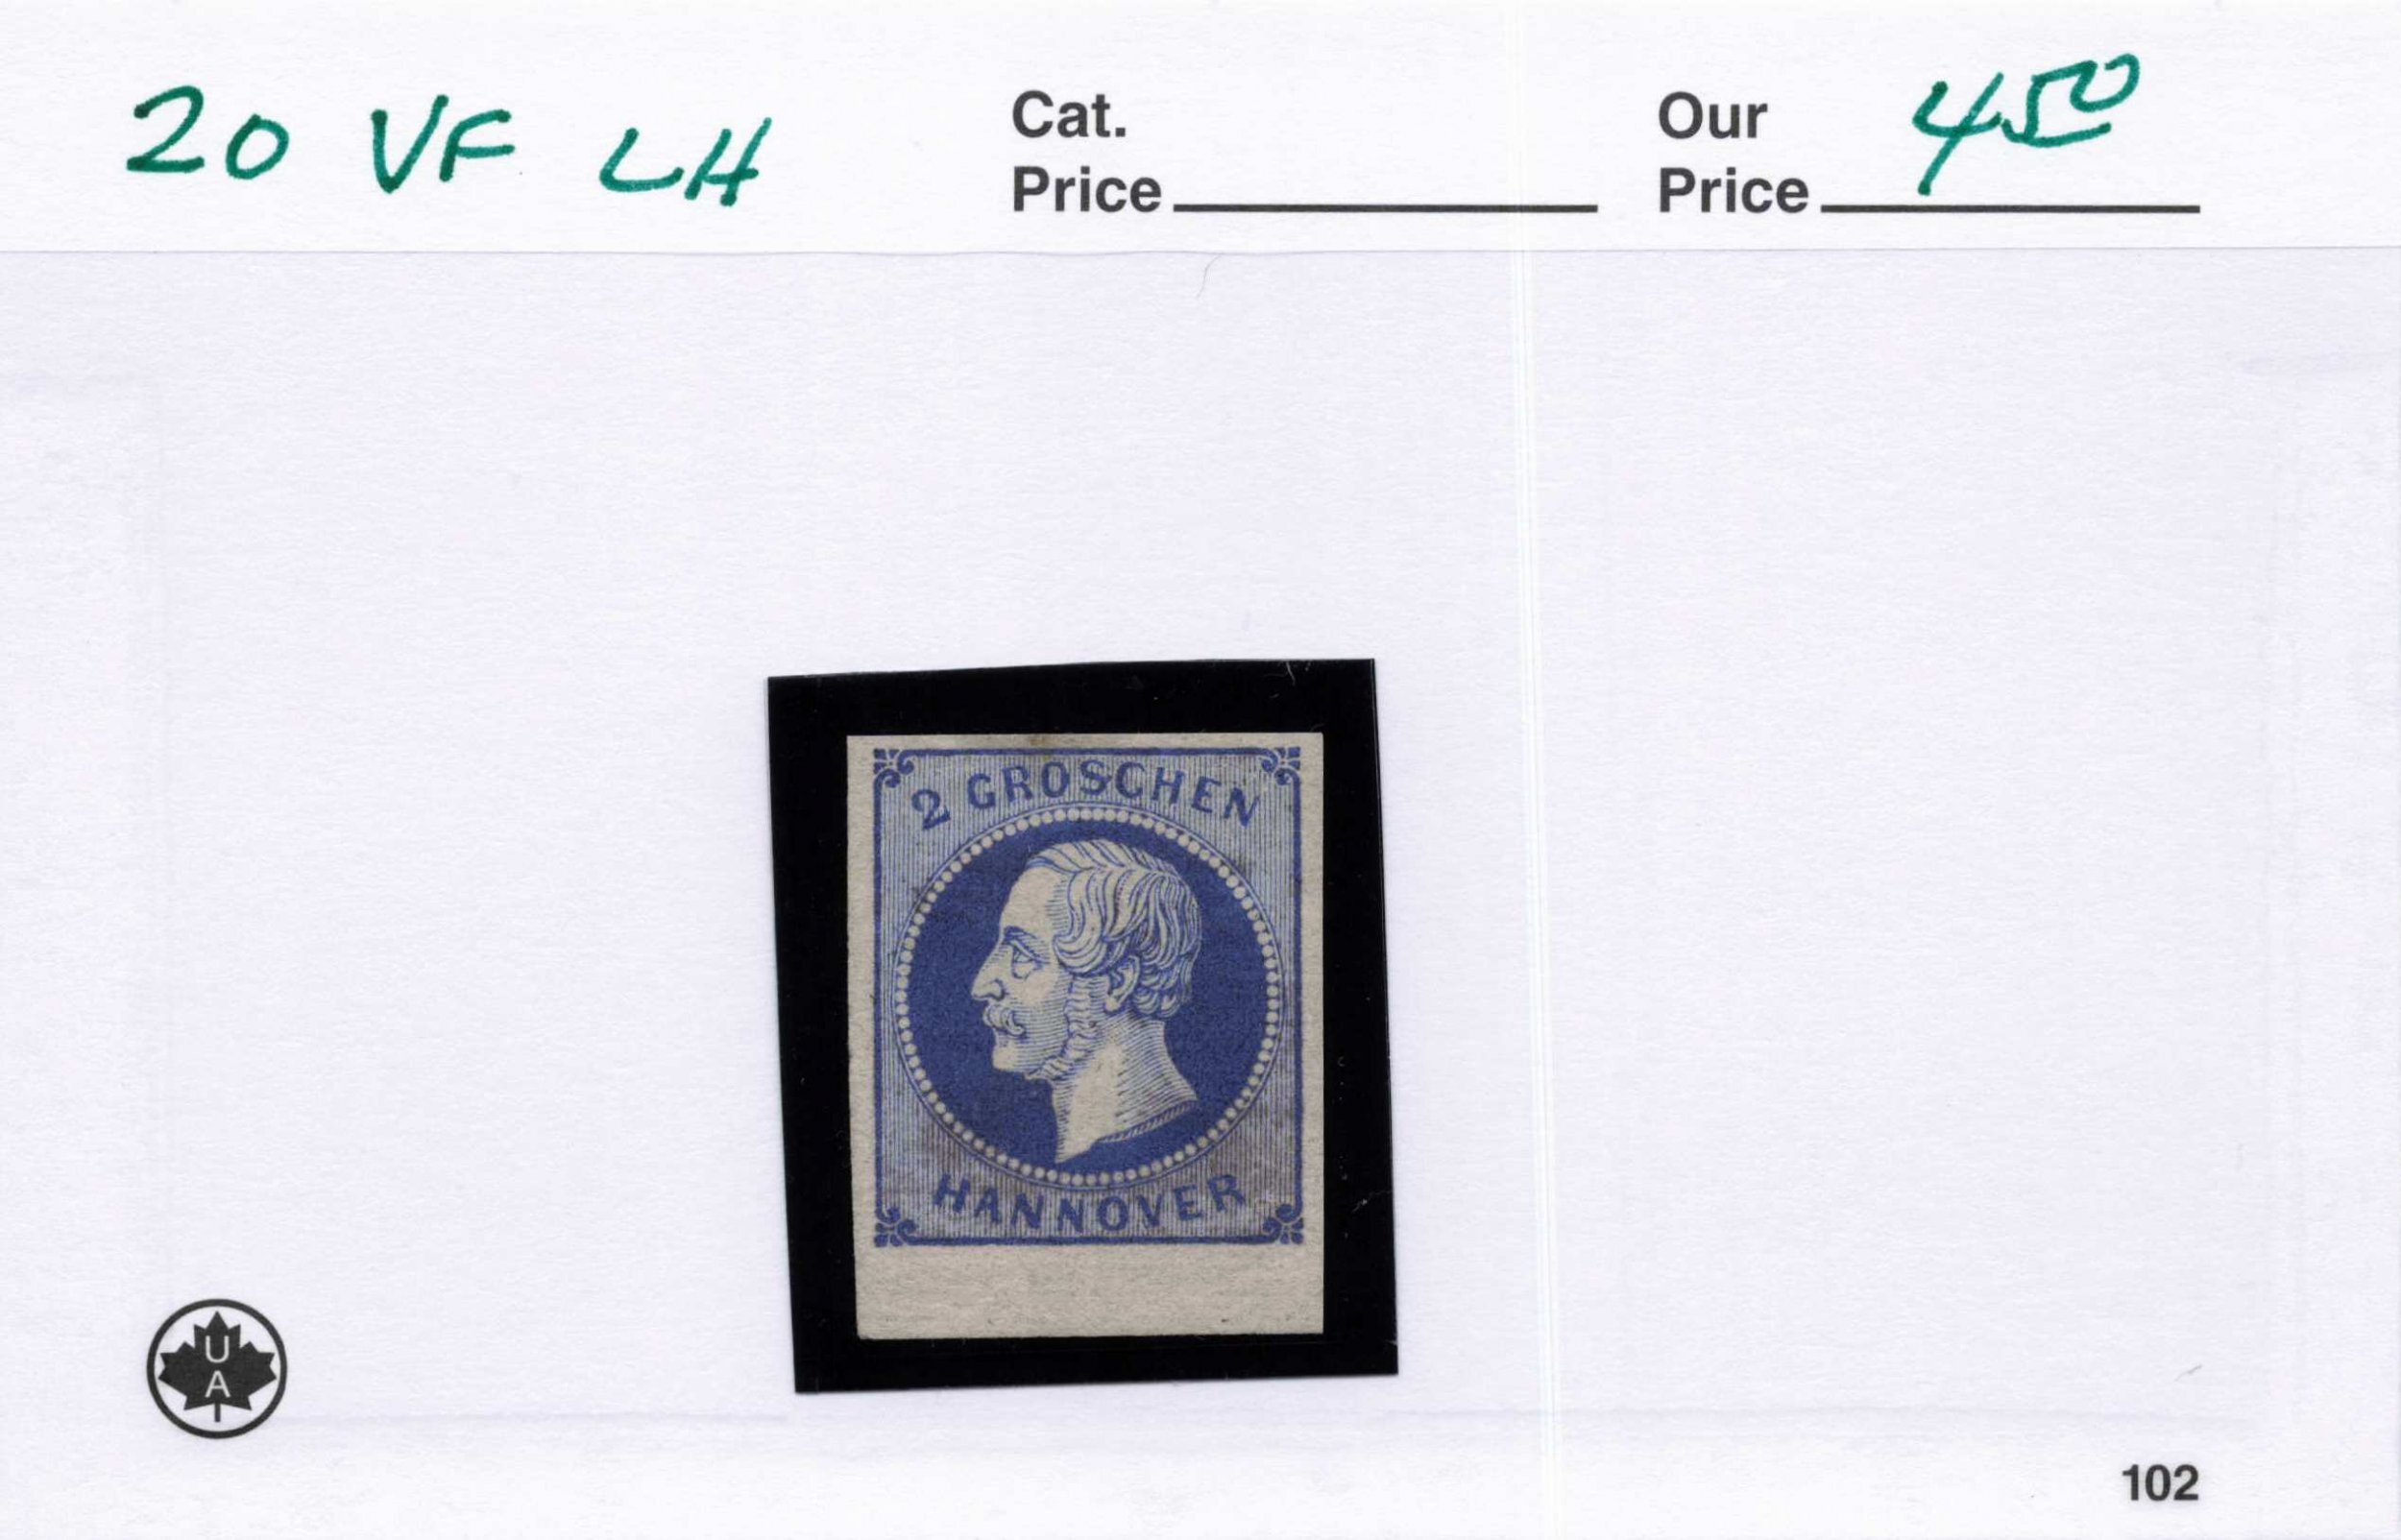 20 VF LH
Cat.
Price
Our
Price 4 50
2 GROSCHEN
HANNOVER
U
A
102